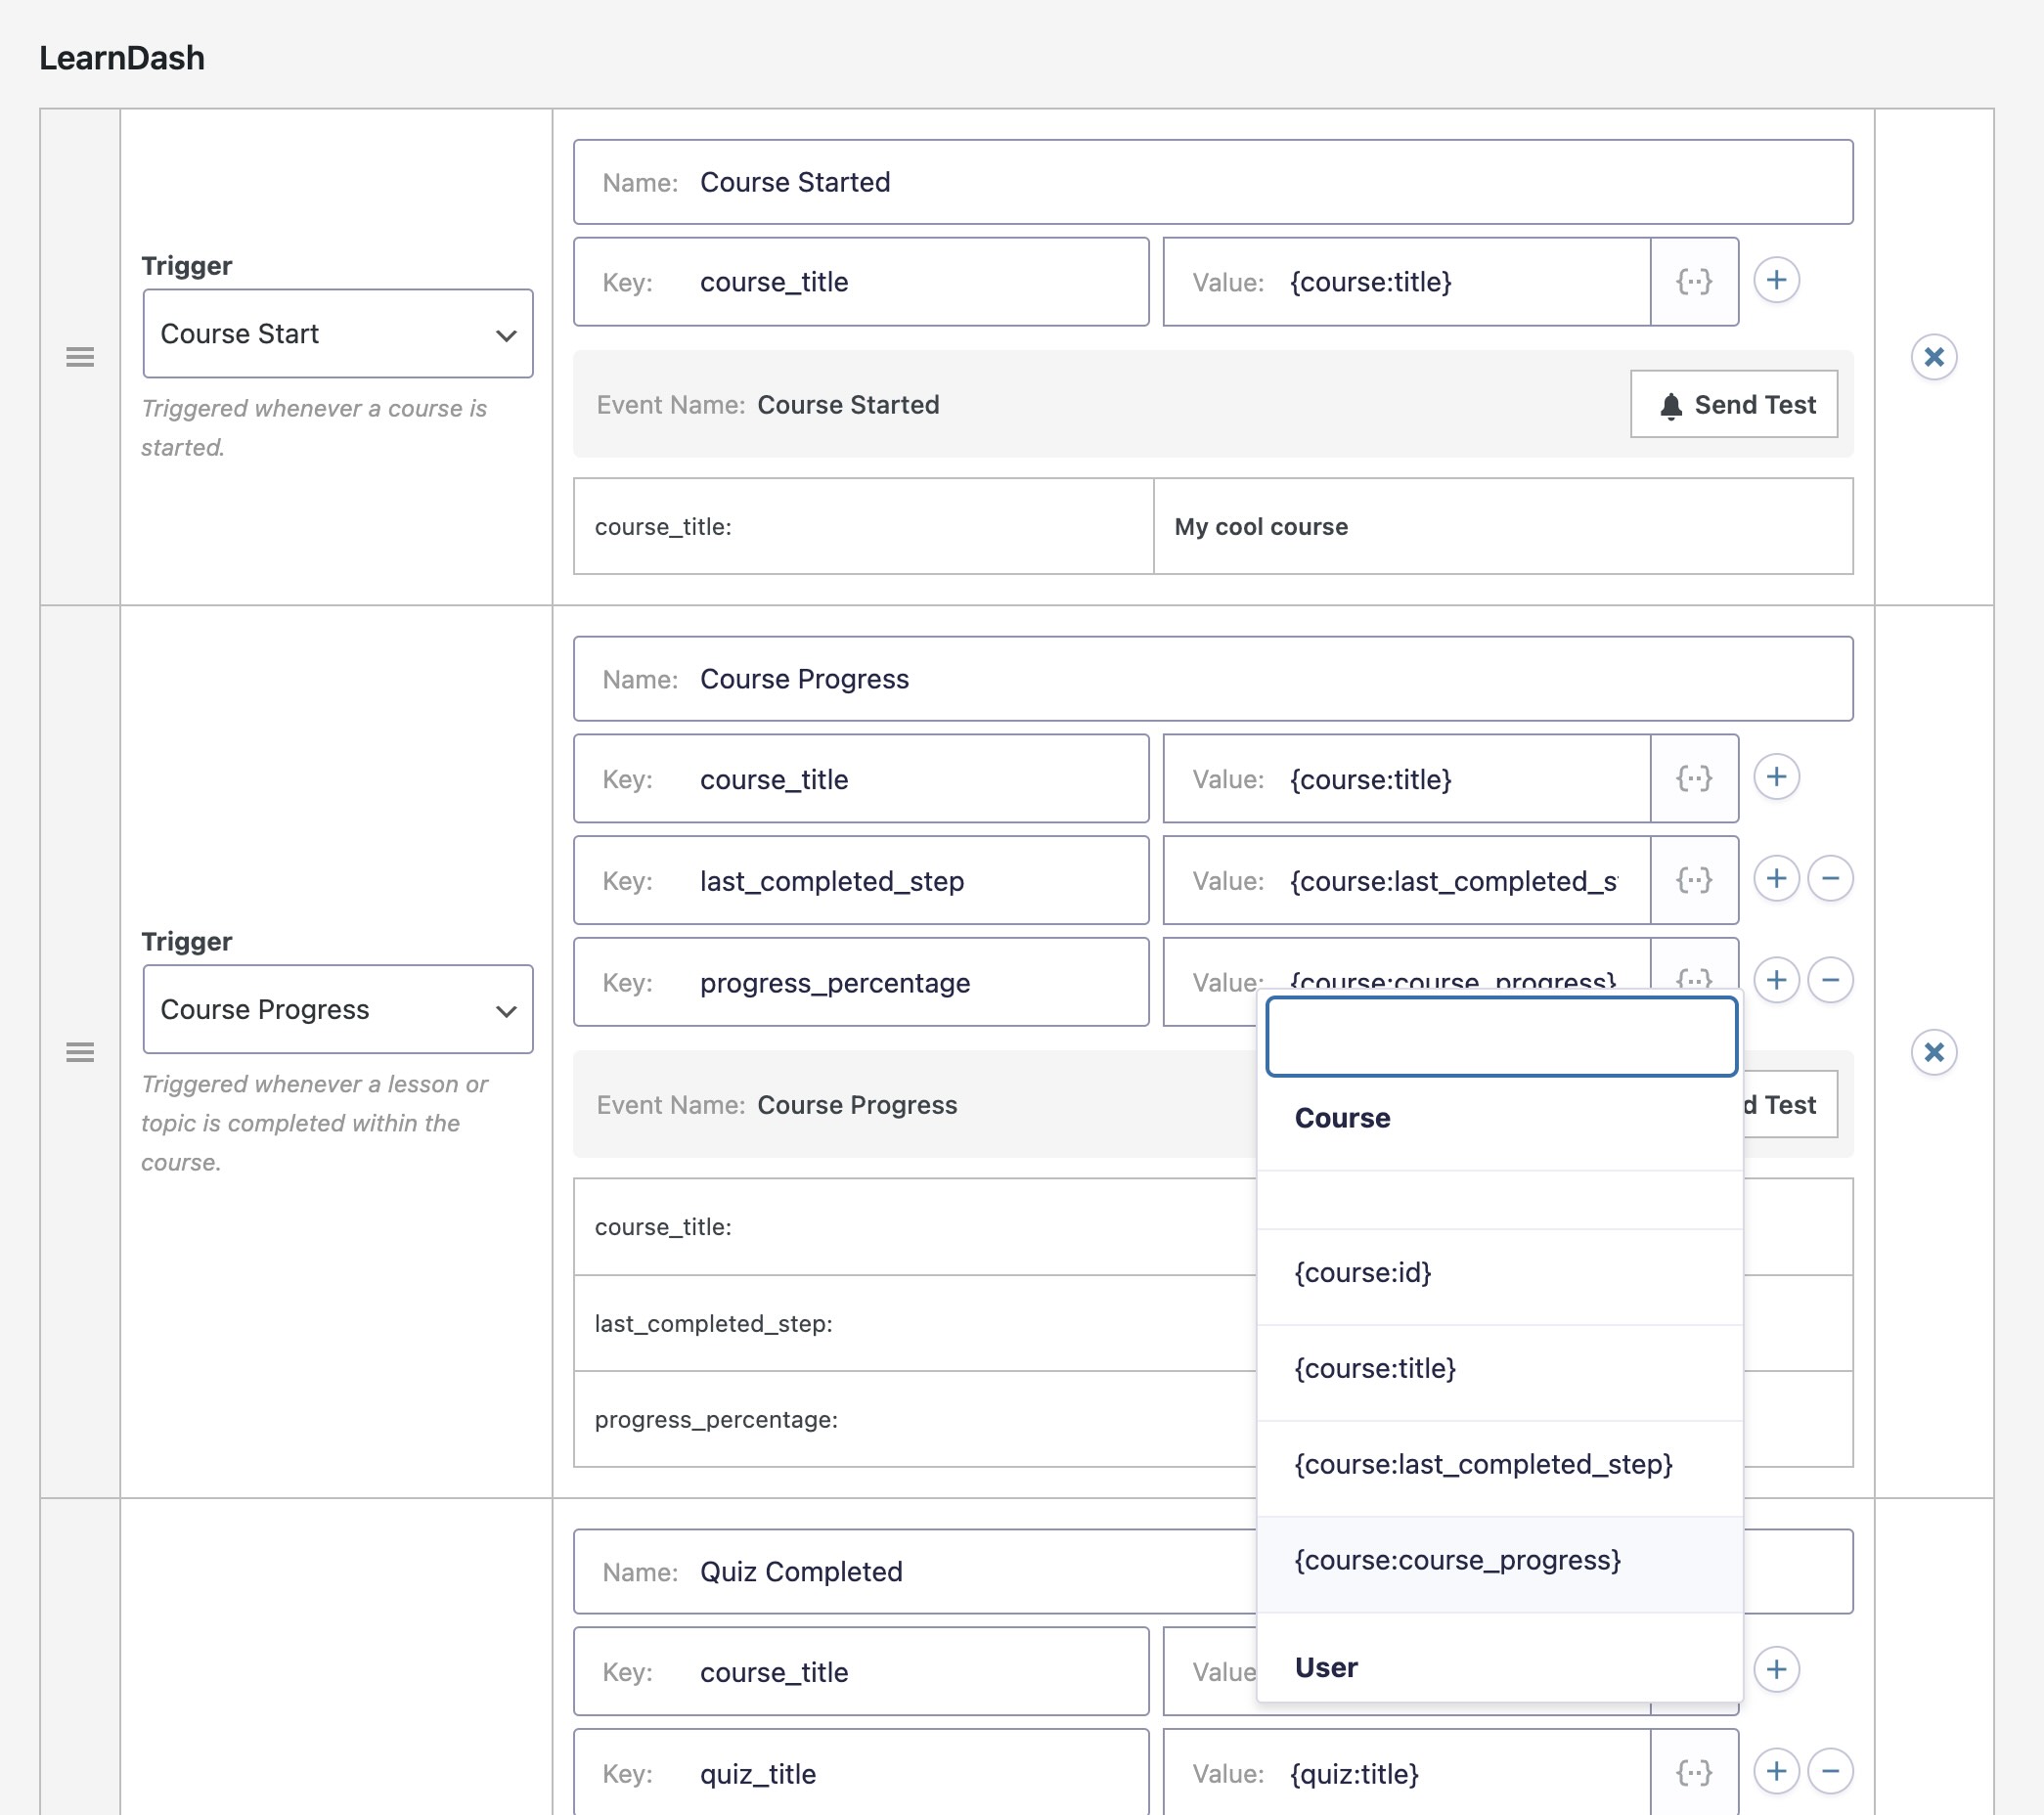 LearnDash
Trigger
Course Start
Triggered whenever a course is
started.
Name: Course Started
Key: course_title Value: {course:title} {··}
Event Name: Course Started Send Test
course_title: My cool course
Trigger
Course Progress
Triggered whenever a lesson or
topic is completed within the
course.
Name: Course Progress
Key: course_title Value: {course:title} {··}
Key: last_completed_step Value: {course:last_completed_s {··}
Key: progress_percentage Value: {course:course_progress} {··}
Event Name: Course Progress d Test
course_title:
last_completed_step:
progress_percentage:
Course
{course:id}
{course:title}
{course:last_completed_step}
{course:course_progress}
User
Name: Quiz Completed
Key: course_title Value
Key: quiz_title Value: {quiz:title} {··}